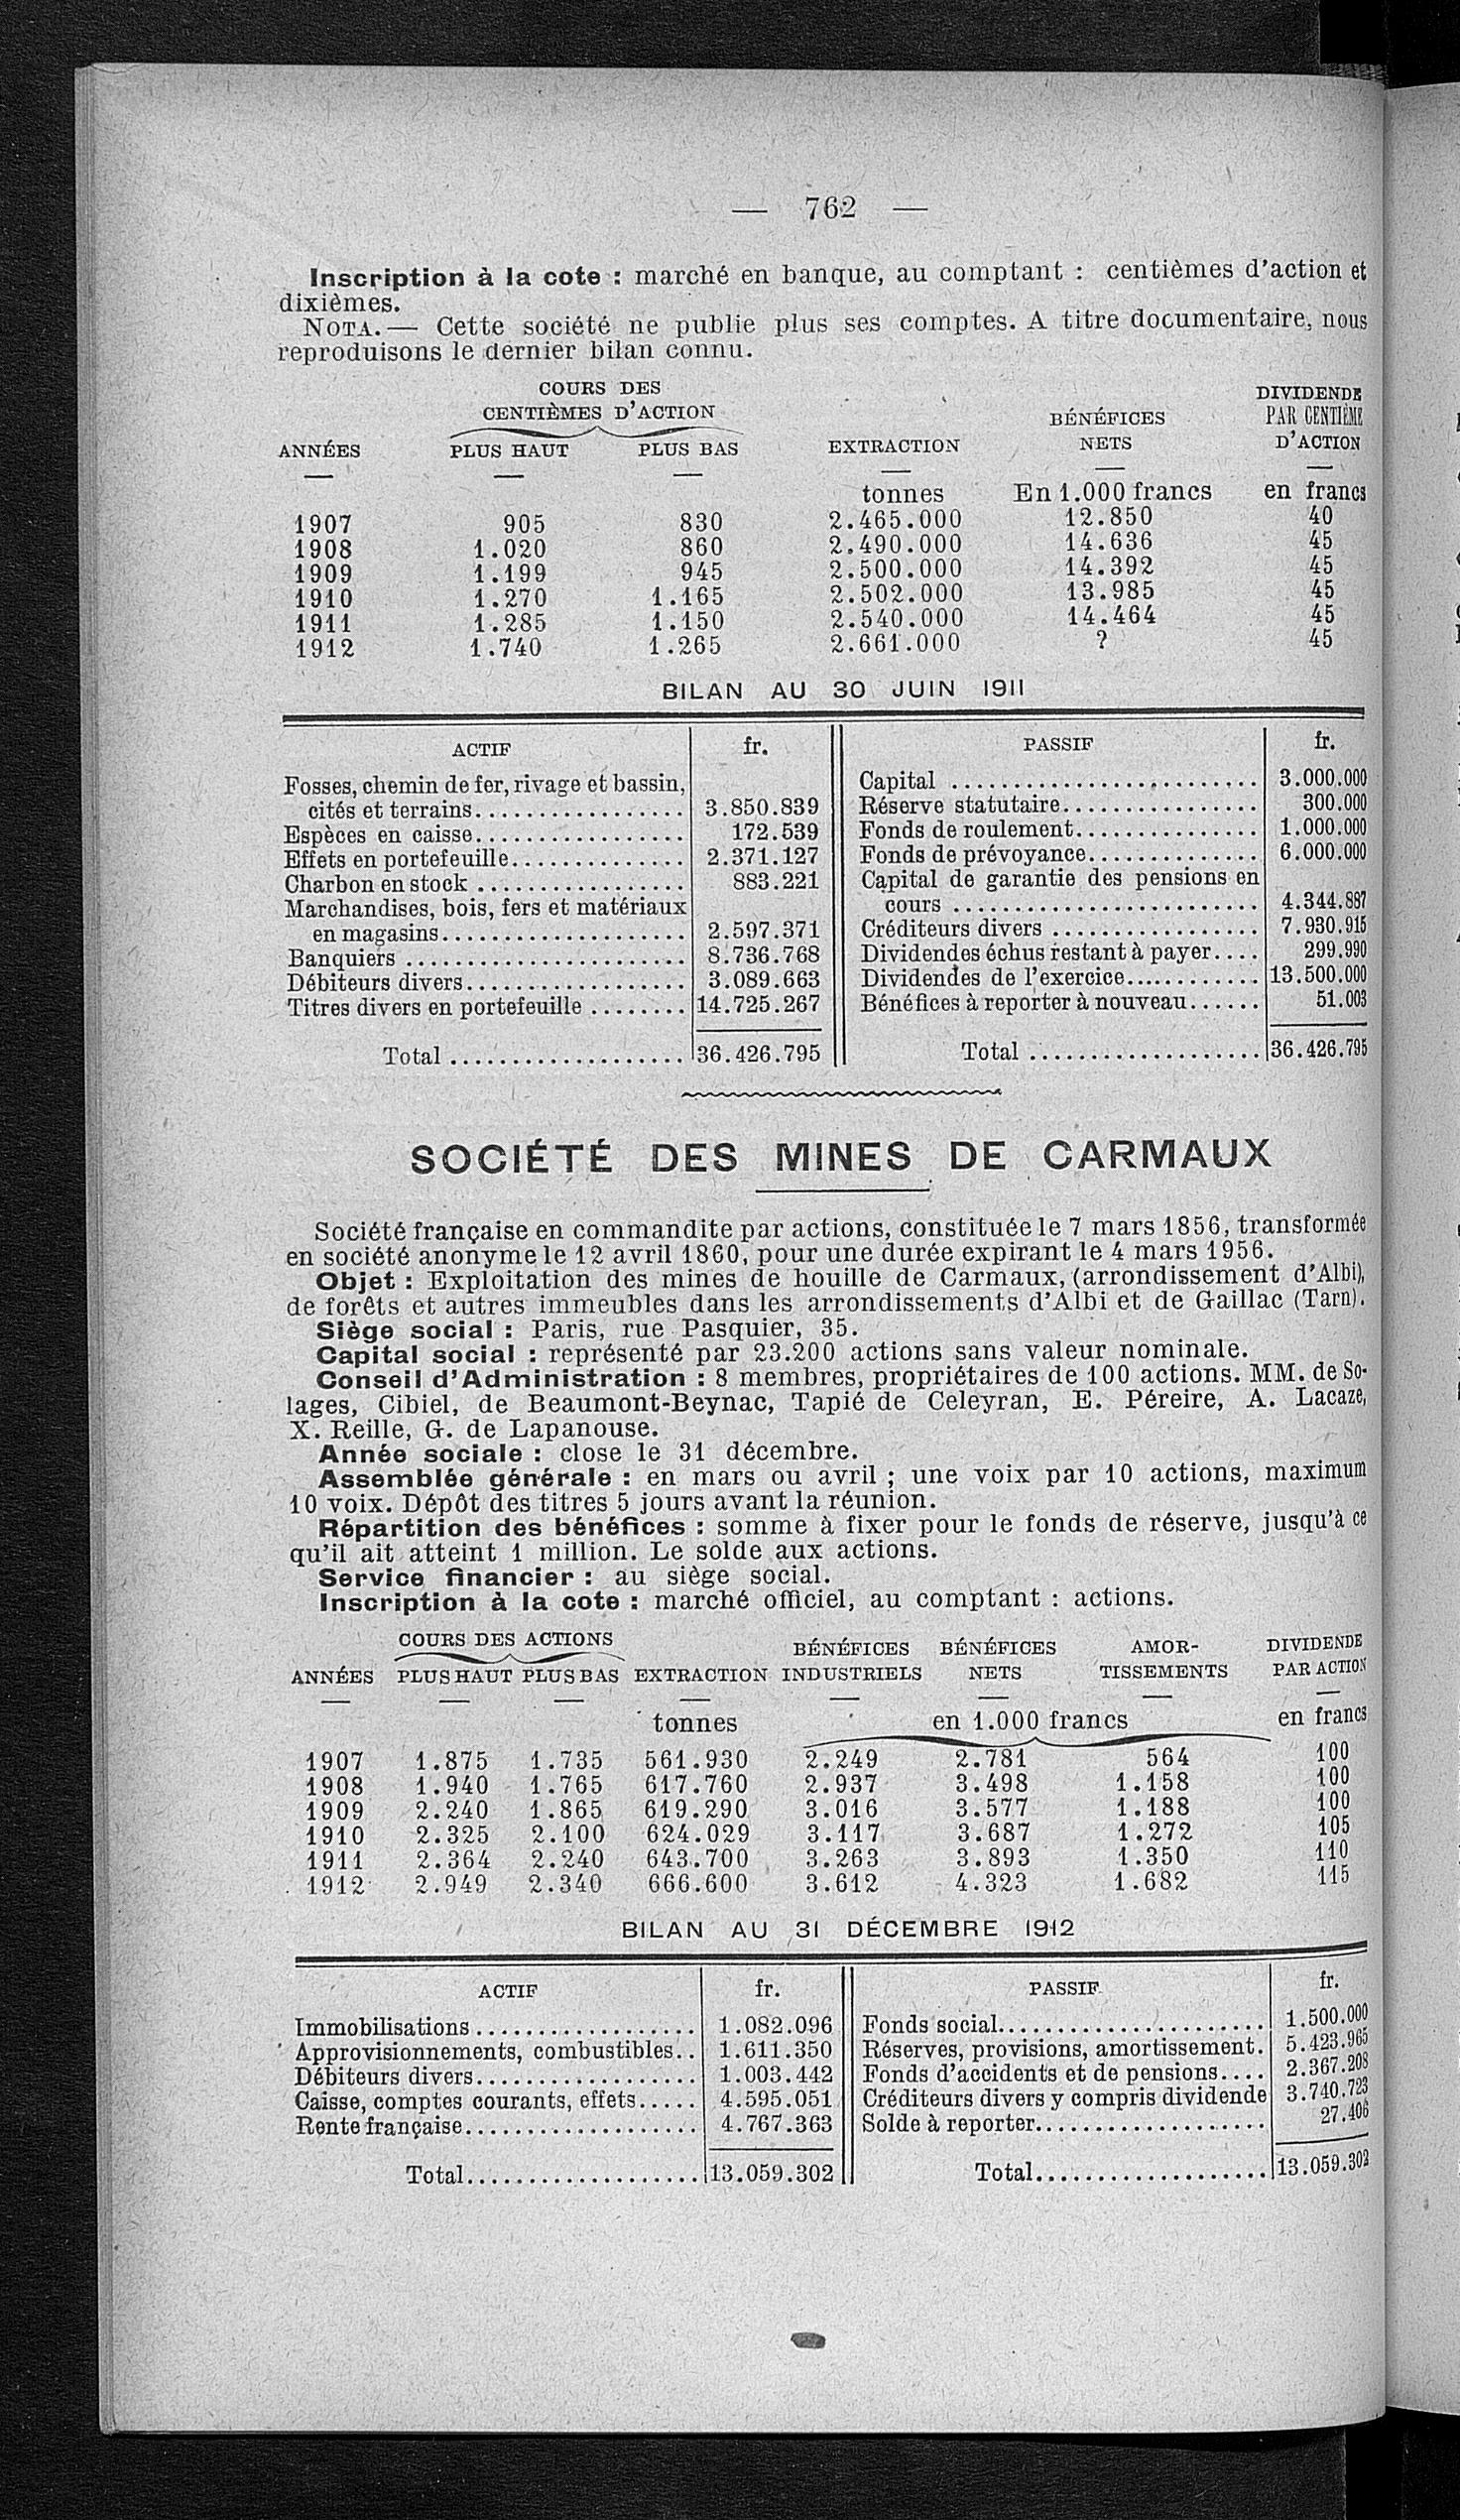 — 762 —
Inscription à la cote : marché en banque, au comptant : centièmes d'action et
dixièmes.
NOTA. — Cette société ne publie plus ses comptes. A titre documentaire, nous
reproduisons le dernier bilan connu.
COURS DES CENTIÈMES D'ACTION
DIVIDENDE PAR CENTIÈME D'ACTION
BÉNÉFICES NETS
ANNÉES PLUS HAUT PLUS BAS EXTRACTION
tonnes En 1.000 francs en francs
1907 905 830 2.465.000 12.850 40
1908 1.020 860 2.490.000 14.636 45
1909 1.199 945 2.500.000 14.392 45
1910 1.270 1.165 2.502.000 13.985 45
1911 1.285 1.150 2.540.000 14.464 45
1912 1.740 1.265 2.661.000 ? 45
BILAN AU 30 JUIN 1911
ACTIF fr. PASSIF fr.
Fosses, chemin de fer, rivage et bassin,
cités et terrains................. 3.850.839
Espèces en caisse................. 172.539
Effets en portefeuille............... 2.371.127
Charbon en stock ................. 883.221
Marchandises, bois, fers et matériaux
en magasins.................... 2.597.371
Banquiers ....................... 8.736.768
Débiteurs divers................... 3.089.663
Titres divers en portefeuille ........ 14.725.267
Total ................... 36.426.795
Capital .......................... 3.000.000
Réserve statutaire................ 300.000
Fonds de roulement............... 1.000.000
Fonds de prévoyance.............. 6.000.000
Capital de garantie des pensions en
cours .......................... 4.344.887
Créditeurs divers ................. 7.930.915
Dividendes échus restant à payer.... 299.990
Dividendes de l'exercice............ 13.500.000
Bénéfices à reporter à nouveau...... 51.003
Total ................... 36.426.795
SOCIÉTÉ DES MINES DE CARMAUX
Société française en commandite par actions, constituée le 7 mars 1856, transformée
en société anonyme le 12 avril 1860, pour une durée expirant le 4 mars 1956.
Objet : Exploitation des mines de houille de Carmaux, (arrondissement d'Albi),
de forêts et autres immeubles dans les arrondissements d'Albi et de Gaillac (Tarn).
Siège social : Paris, rue Pasquier, 35.
Capital social : représenté par 23.200 actions sans valeur nominale.
Conseil d'Administration : 8 membres, propriétaires de 100 actions. MM. de So-
lages, Cibiel, de Beaumont-Beynac, Tapié de Celeyran, E. Péreire, A. Lacaze,
X. Reille, G. de Lapanouse.
Année sociale : close le 31 décembre.
Assemblée générale : en mars ou avril ; une voix par 10 actions, maximum
10 voix. Dépôt des titres 5 jours avant la réunion.
Répartition des bénéfices : somme à fixer pour le fonds de réserve, jusqu'à ce
qu'il ait atteint 1 million. Le solde aux actions.
Service financier : au siège social.
Inscription à la cote : marché officiel, au comptant : actions.
COURS DES ACTIONS BÉNÉFICES BÉNÉFICES AMOR- DIVIDENDE
ANNÉES PLUS HAUT PLUS BAS EXTRACTION INDUSTRIELS NETS TISSEMENTS PAR ACTION
tonnes en 1.000 francs en francs
1907 1.875 1.735 561.930 2.249 2.781 564 100
1908 1.940 1.765 617.760 2.937 3.498 1.158 100
1909 2.240 1.865 619.290 3.016 3.577 1.188 100
1910 2.325 2.100 624.029 3.117 3.687 1.272 105
1911 2.364 2.240 643.700 3.263 3.893 1.350 110
1912 2.949 2.340 666.600 3.612 4.323 1.682 115
BILAN AU 31 DÉCEMBRE 1912
ACTIF fr. PASSIF fr.
Immobilisations .................. 1.082.096
Approvisionnements, combustibles.. 1.611.350
Débiteurs divers................... 1.003.442
Caisse, comptes courants, effets..... 4.595.051
Rente française.................... 4.767.363
Total................... 13.059.302
Fonds social....................... 1.500.000
Réserves, provisions, amortissement. 5.423.965
Fonds d'accidents et de pensions.... 2.367.208
Créditeurs divers y compris dividende 3.740.723
Solde à reporter.................... 27.406
Total.................... 13.059.302